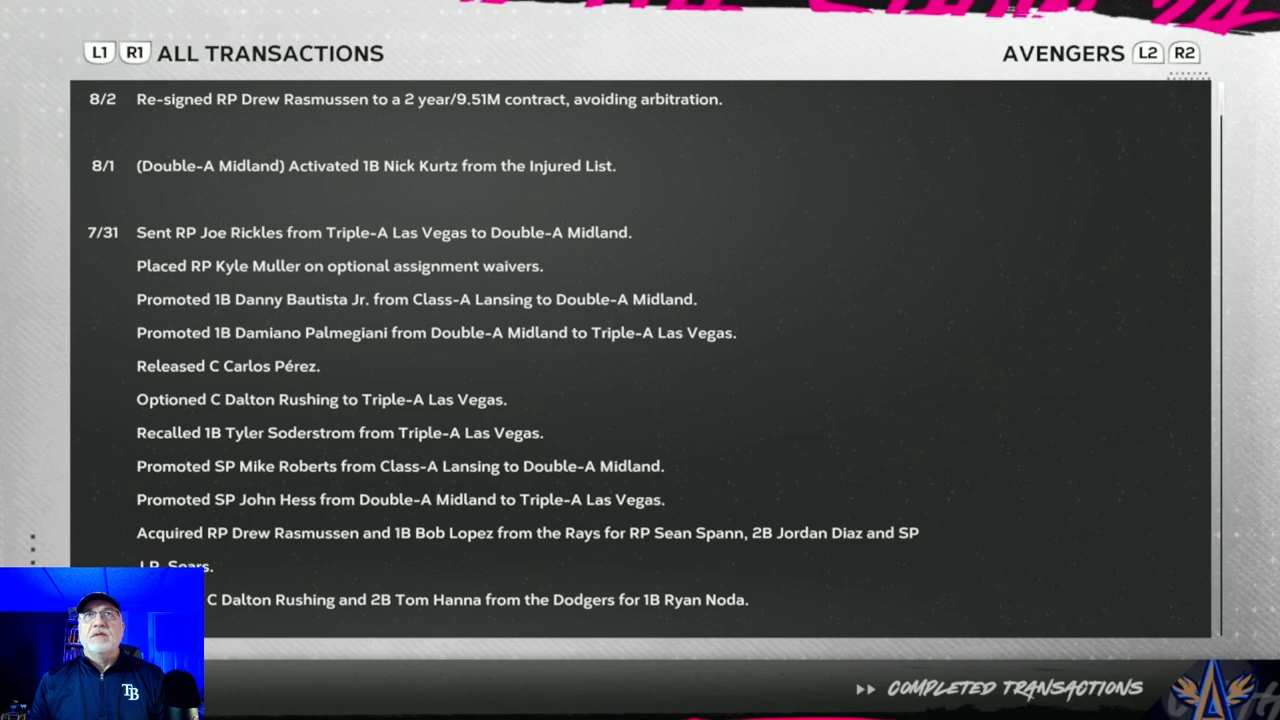 L1 R1 ALL TRANSACTIONS
AVENGERS L2 R2
8/2 Re-signed RP Drew Rasmussen to a 2 year/9.51M contract, avoiding arbitration.
8/1 (Double-A Midland) Activated 1B Nick Kurtz from the Injured List.
7/31 Sent RP Joe Rickles from Triple-A Las Vegas to Double-A Midland.
Placed RP Kyle Muller on optional assignment waivers.
Promoted 1B Danny Bautista Jr. from Class-A Lansing to Double-A Midland.
Promoted 1B Damiano Palmegiani from Double-A Midland to Triple-A Las Vegas.
Released C Carlos Pérez.
Optioned C Dalton Rushing to Triple-A Las Vegas.
Recalled 1B Tyler Soderstrom from Triple-A Las Vegas.
Promoted SP Mike Roberts from Class-A Lansing to Double-A Midland.
Promoted SP John Hess from Double-A Midland to Triple-A Las Vegas.
Acquired RP Drew Rasmussen and 1B Bob Lopez from the Rays for RP Sean Spann, 2B Jordan Diaz and SP
Sears.
C Dalton Rushing and 2B Tom Hanna from the Dodgers for 1B Ryan Noda.
TB
COMPLETED TRANSACTIONS